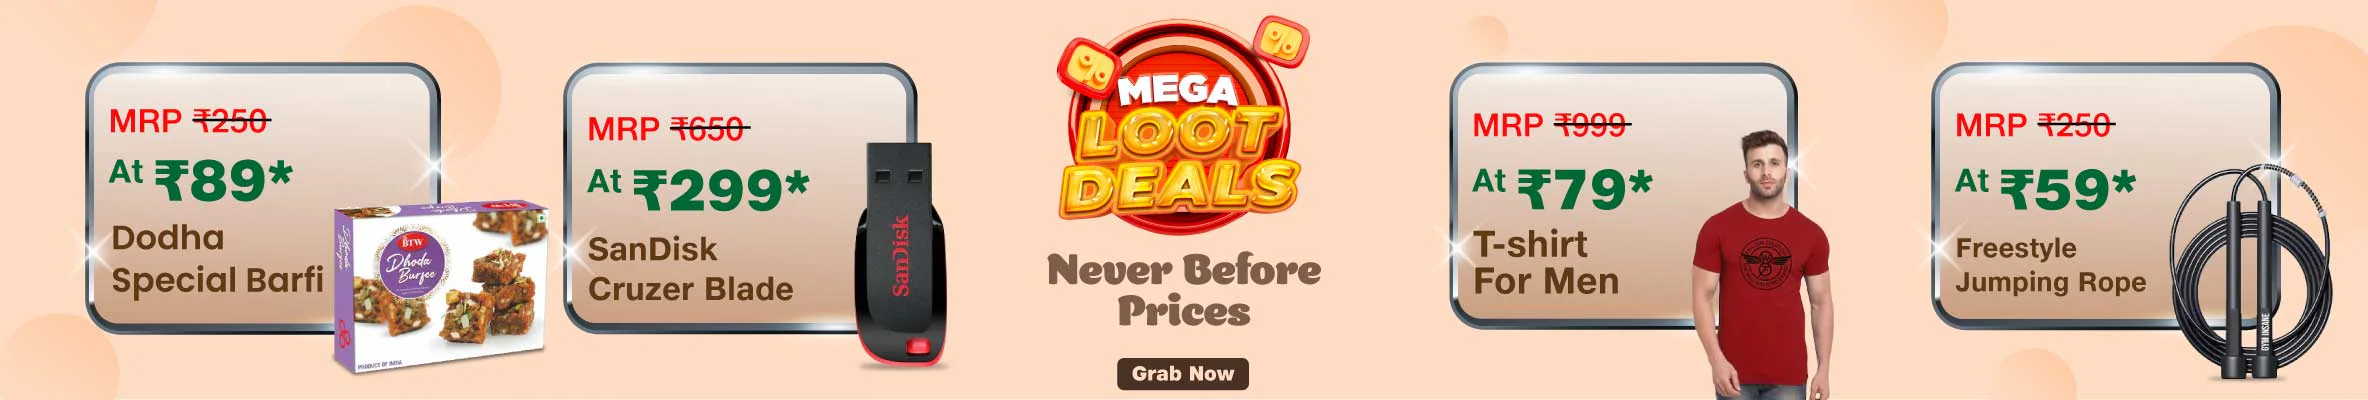 MRP ₹250
At ₹89*
Dodha
Special Barfi
BTW
Dhoda
Burjee
PRODUCT OF INDIA
MRP ₹650
At ₹299*
SanDisk
Cruzer Blade
SanDisk
MEGA
LOOT
DEALS
Never Before
Prices
Grab Now
MRP ₹999
At ₹79*
T-shirt
For Men
MRP ₹250
At ₹59*
Freestyle
Jumping Rope
GYM INSANE